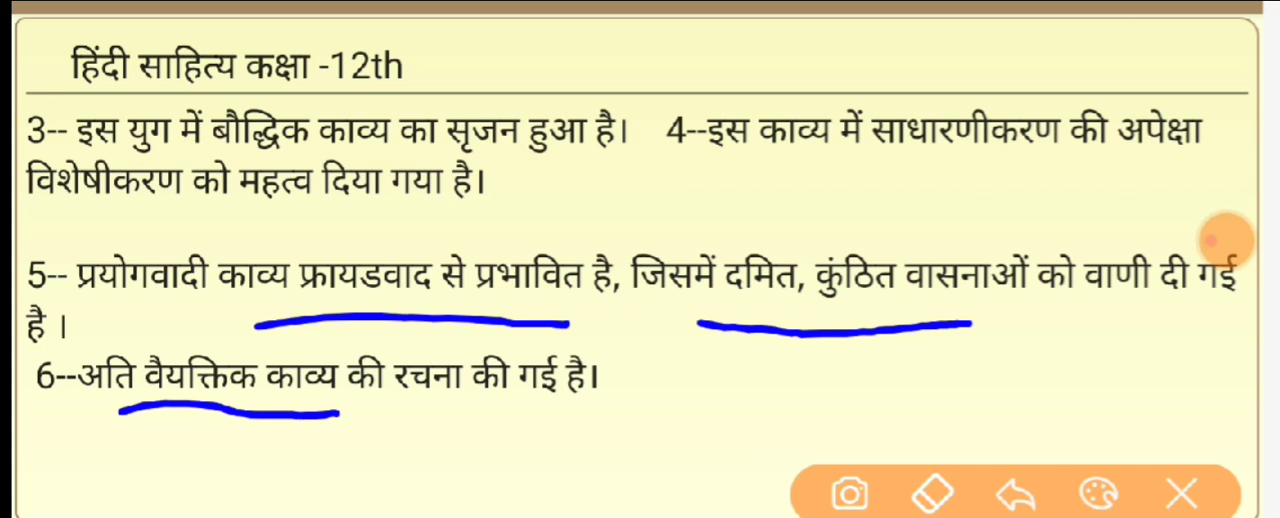 हिंदी साहित्य कक्षा -12th
3-- इस युग में बौद्धिक काव्य का सृजन हुआ है। 4--इस काव्य में साधारणीकरण की अपेक्षा
विशेषीकरण को महत्व दिया गया है।
5-- प्रयोगवादी काव्य फ्रायडवाद से प्रभावित है, जिसमें दमित, कुंठित वासनाओं को वाणी दी गई
है ।
6--अति वैयक्तिक काव्य की रचना की गई है।